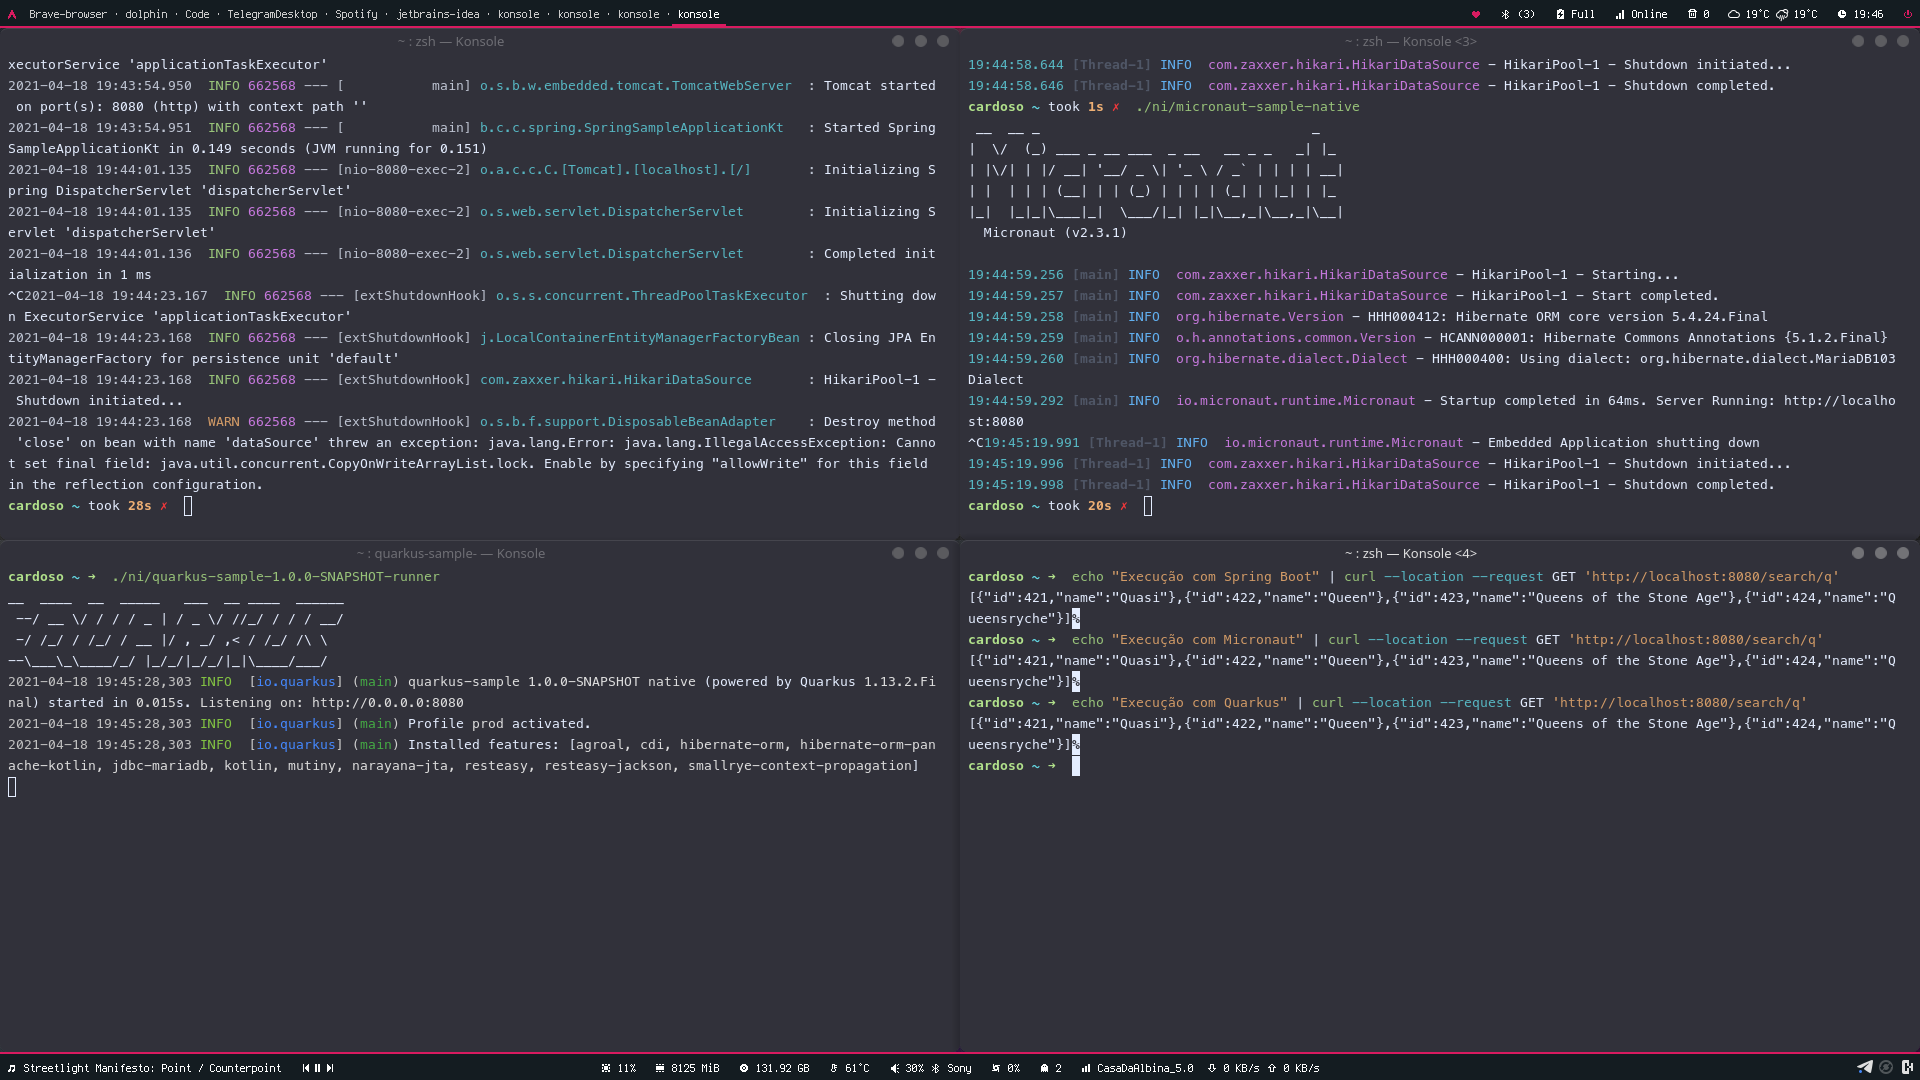 Brave-browser · dolphin · Code · TelegramDesktop · Spotify · jetbrains-idea · konsole · konsole · konsole · konsole
(3) Full Online 0 19°C 19°C 19:46
~ : zsh — Konsole
xecutorService 'applicationTaskExecutor'
2021-04-18 19:43:54.950  INFO 662568 --- [           main] o.s.b.w.embedded.tomcat.TomcatWebServer  : Tomcat started
 on port(s): 8080 (http) with context path ''
2021-04-18 19:43:54.951  INFO 662568 --- [           main] b.c.c.spring.SpringSampleApplicationKt   : Started Spring
SampleApplicationKt in 0.149 seconds (JVM running for 0.151)
2021-04-18 19:44:01.135  INFO 662568 --- [nio-8080-exec-2] o.a.c.c.C.[Tomcat].[localhost].[/]       : Initializing S
pring DispatcherServlet 'dispatcherServlet'
2021-04-18 19:44:01.135  INFO 662568 --- [nio-8080-exec-2] o.s.web.servlet.DispatcherServlet        : Initializing S
ervlet 'dispatcherServlet'
2021-04-18 19:44:01.136  INFO 662568 --- [nio-8080-exec-2] o.s.web.servlet.DispatcherServlet        : Completed init
ialization in 1 ms
^C2021-04-18 19:44:23.167  INFO 662568 --- [extShutdownHook] o.s.s.concurrent.ThreadPoolTaskExecutor  : Shutting dow
n ExecutorService 'applicationTaskExecutor'
2021-04-18 19:44:23.168  INFO 662568 --- [extShutdownHook] j.LocalContainerEntityManagerFactoryBean : Closing JPA En
tityManagerFactory for persistence unit 'default'
2021-04-18 19:44:23.168  INFO 662568 --- [extShutdownHook] com.zaxxer.hikari.HikariDataSource       : HikariPool-1 -
 Shutdown initiated...
2021-04-18 19:44:23.168  WARN 662568 --- [extShutdownHook] o.s.b.f.support.DisposableBeanAdapter    : Destroy method
 'close' on bean with name 'dataSource' threw an exception: java.lang.Error: java.lang.IllegalAccessException: Canno
t set final field: java.util.concurrent.CopyOnWriteArrayList.lock. Enable by specifying "allowWrite" for this field
in the reflection configuration.
cardoso ~ took 28s ✗
~ : zsh — Konsole <3>
19:44:58.644 [Thread-1] INFO  com.zaxxer.hikari.HikariDataSource - HikariPool-1 - Shutdown initiated...
19:44:58.646 [Thread-1] INFO  com.zaxxer.hikari.HikariDataSource - HikariPool-1 - Shutdown completed.
cardoso ~ took 1s ✗  ./ni/micronaut-sample-native
 __  __ _                                  _
|  \/  (_) ___ _ __ ___  _ __   __ _ _   _| |_
| |\/| | |/ __| '__/ _ \| '_ \ / _` | | | | __|
| |  | | | (__| | | (_) | | | | (_| | |_| | |_
|_|  |_|_|\___|_|  \___/|_| |_|\__,_|\__,_|\__|
  Micronaut (v2.3.1)
19:44:59.256 [main] INFO  com.zaxxer.hikari.HikariDataSource - HikariPool-1 - Starting...
19:44:59.257 [main] INFO  com.zaxxer.hikari.HikariDataSource - HikariPool-1 - Start completed.
19:44:59.258 [main] INFO  org.hibernate.Version - HHH000412: Hibernate ORM core version 5.4.24.Final
19:44:59.259 [main] INFO  o.h.annotations.common.Version - HCANN000001: Hibernate Commons Annotations {5.1.2.Final}
19:44:59.260 [main] INFO  org.hibernate.dialect.Dialect - HHH000400: Using dialect: org.hibernate.dialect.MariaDB103
Dialect
19:44:59.292 [main] INFO  io.micronaut.runtime.Micronaut - Startup completed in 64ms. Server Running: http://localho
st:8080
^C19:45:19.991 [Thread-1] INFO  io.micronaut.runtime.Micronaut - Embedded Application shutting down
19:45:19.996 [Thread-1] INFO  com.zaxxer.hikari.HikariDataSource - HikariPool-1 - Shutdown initiated...
19:45:19.998 [Thread-1] INFO  com.zaxxer.hikari.HikariDataSource - HikariPool-1 - Shutdown completed.
cardoso ~ took 20s ✗
~ : quarkus-sample- — Konsole
cardoso ~ ➜  ./ni/quarkus-sample-1.0.0-SNAPSHOT-runner
__  ____  __  _____   ___  __ ____  ______
 --/ __ \/ / / / _ | / _ \/ //_/ / / / __/
 -/ /_/ / /_/ / __ |/ , _/ ,< / /_/ /\ \
--\___\_\____/_/ |_/_/|_/_/|_|\____/___/
2021-04-18 19:45:28,303 INFO  [io.quarkus] (main) quarkus-sample 1.0.0-SNAPSHOT native (powered by Quarkus 1.13.2.Fi
nal) started in 0.015s. Listening on: http://0.0.0.0:8080
2021-04-18 19:45:28,303 INFO  [io.quarkus] (main) Profile prod activated.
2021-04-18 19:45:28,303 INFO  [io.quarkus] (main) Installed features: [agroal, cdi, hibernate-orm, hibernate-orm-pan
ache-kotlin, jdbc-mariadb, kotlin, mutiny, narayana-jta, resteasy, resteasy-jackson, smallrye-context-propagation]
~ : zsh — Konsole <4>
cardoso ~ ➜  echo "Execução com Spring Boot" | curl --location --request GET 'http://localhost:8080/search/q'
[{"id":421,"name":"Quasi"},{"id":422,"name":"Queen"},{"id":423,"name":"Queens of the Stone Age"},{"id":424,"name":"Q
ueensryche"}]%
cardoso ~ ➜  echo "Execução com Micronaut" | curl --location --request GET 'http://localhost:8080/search/q'
[{"id":421,"name":"Quasi"},{"id":422,"name":"Queen"},{"id":423,"name":"Queens of the Stone Age"},{"id":424,"name":"Q
ueensryche"}]%
cardoso ~ ➜  echo "Execução com Quarkus" | curl --location --request GET 'http://localhost:8080/search/q'
[{"id":421,"name":"Quasi"},{"id":422,"name":"Queen"},{"id":423,"name":"Queens of the Stone Age"},{"id":424,"name":"Q
ueensryche"}]%
cardoso ~ ➜
Streetlight Manifesto: Point / Counterpoint 11% 8125 MiB 131.92 GB 61°C 30% Sony 0% 2 CasaDaAlbina_5.0 0 KB/s 0 KB/s